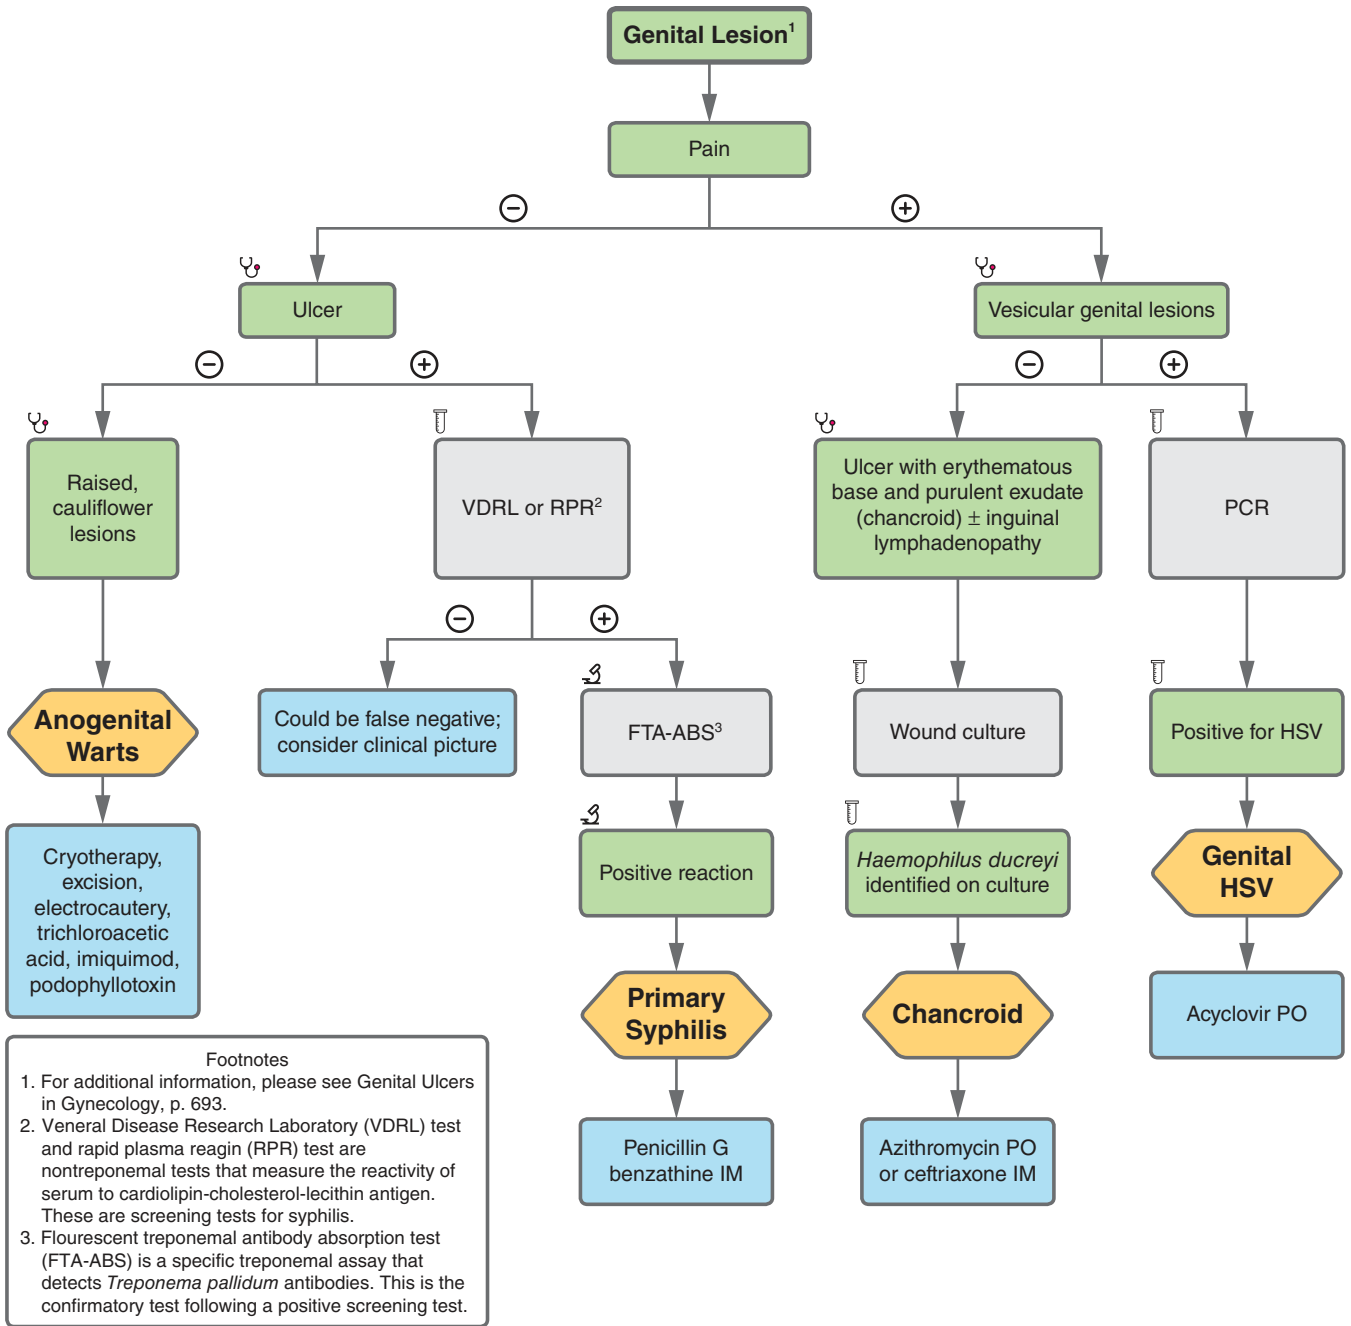 Genital Lesion1
Pain
−
+
Ulcer
Vesicular genital lesions
−
+
−
+
Raised,
cauliflower
lesions
VDRL or RPR2
Ulcer with erythematous
base and purulent exudate
(chancroid) ± inguinal
lymphadenopathy
PCR
−
+
Anogenital
Warts
Could be false negative;
consider clinical picture
FTA-ABS3
Wound culture
Positive for HSV
Cryotherapy,
excision,
electrocautery,
trichloroacetic
acid, imiquimod,
podophyllotoxin
Positive reaction
Haemophilus ducreyi
identified on culture
Genital
HSV
Primary
Syphilis
Chancroid
Acyclovir PO
Penicillin G
benzathine IM
Azithromycin PO
or ceftriaxone IM
Footnotes
1. For additional information, please see Genital Ulcers
in Gynecology, p. 693.
2. Veneral Disease Research Laboratory (VDRL) test
and rapid plasma reagin (RPR) test are
nontreponemal tests that measure the reactivity of
serum to cardiolipin-cholesterol-lecithin antigen.
These are screening tests for syphilis.
3. Flourescent treponemal antibody absorption test
(FTA-ABS) is a specific treponemal assay that
detects Treponema pallidum antibodies. This is the
confirmatory test following a positive screening test.